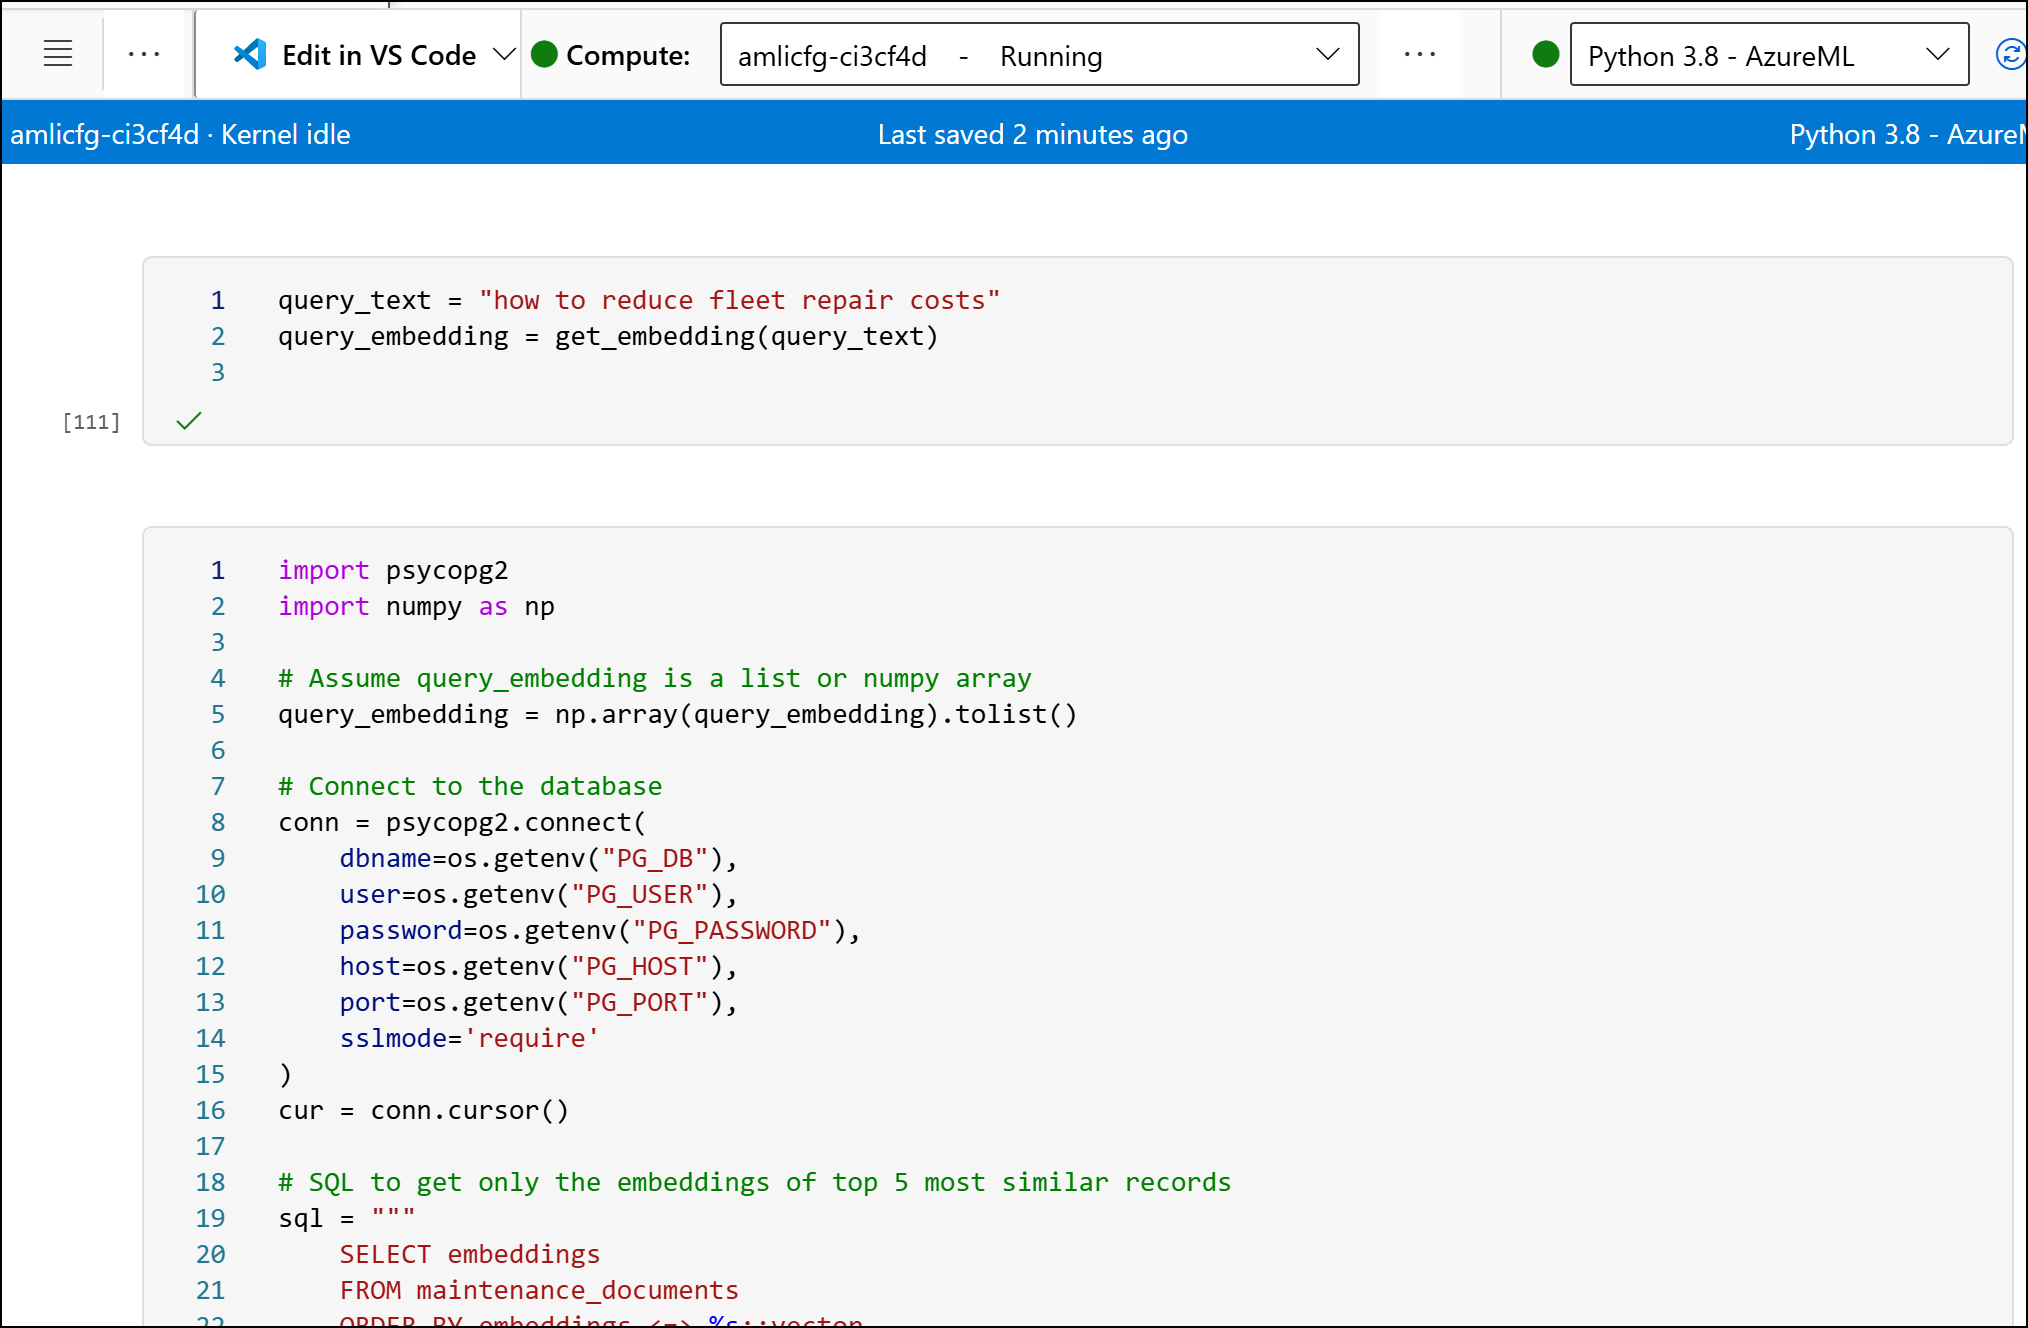 Edit in VS Code Compute: amlicfg-ci3cf4d - Running Python 3.8 - AzureML
amlicfg-ci3cf4d · Kernel idle Last saved 2 minutes ago Python 3.8 - AzureM
1 query_text = "how to reduce fleet repair costs"
2 query_embedding = get_embedding(query_text)
3
[111]
1 import psycopg2
2 import numpy as np
3
4 # Assume query_embedding is a list or numpy array
5 query_embedding = np.array(query_embedding).tolist()
6
7 # Connect to the database
8 conn = psycopg2.connect(
9     dbname=os.getenv("PG_DB"),
10     user=os.getenv("PG_USER"),
11     password=os.getenv("PG_PASSWORD"),
12     host=os.getenv("PG_HOST"),
13     port=os.getenv("PG_PORT"),
14     sslmode='require'
15 )
16 cur = conn.cursor()
17
18 # SQL to get only the embeddings of top 5 most similar records
19 sql = """
20     SELECT embeddings
21     FROM maintenance_documents
22     ORDER BY embeddings <=> %s::vector